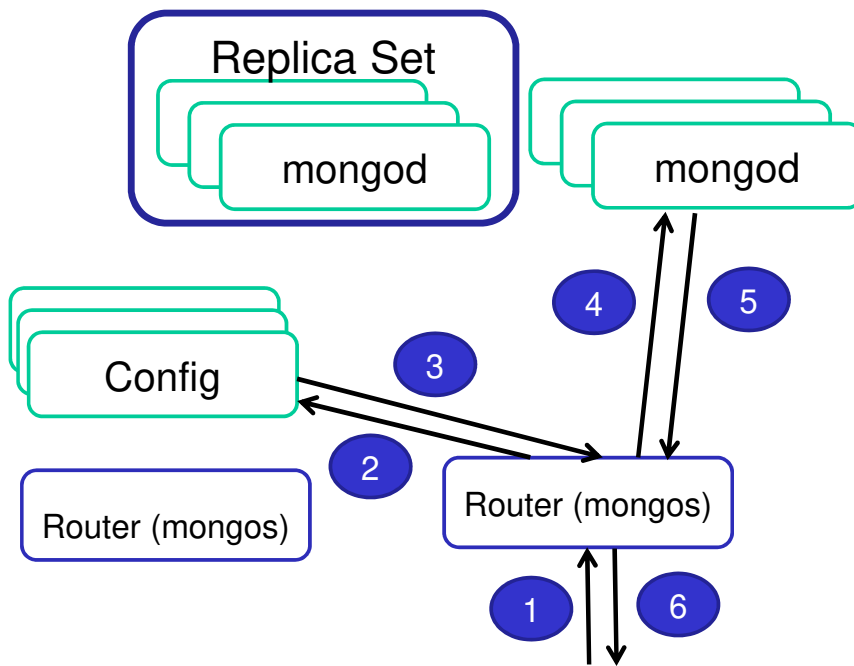 Replica Set
mongod
mongod
4
5
Config
3
2
Router (mongos)
Router (mongos)
1
6